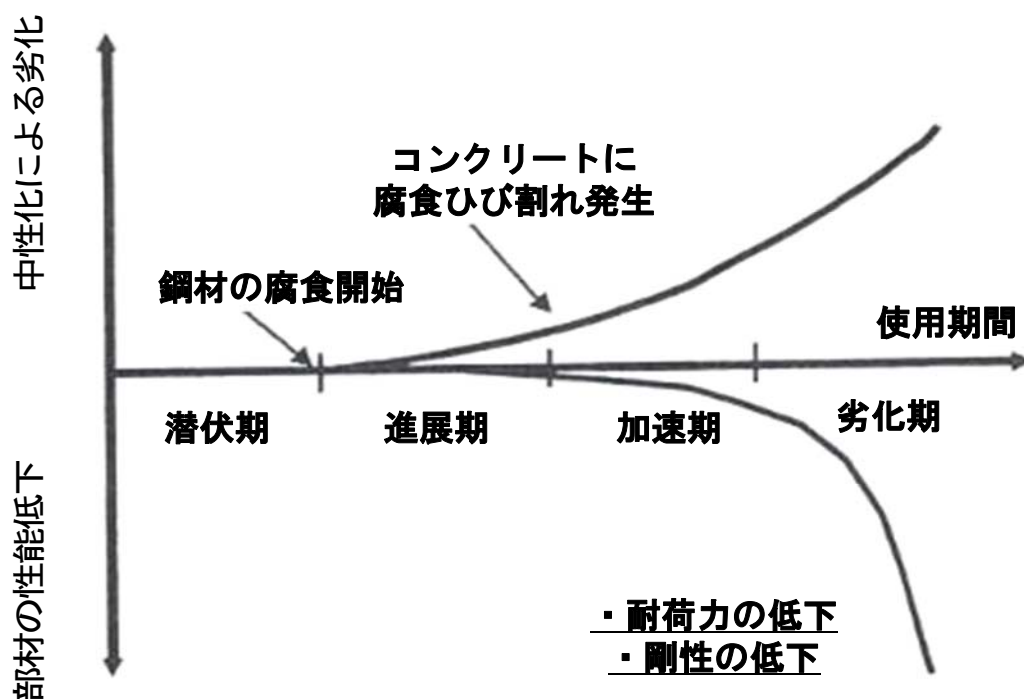 中性化による劣化
コンクリートに
腐食ひび割れ発生
鋼材の腐食開始
使用期間
潜伏期
進展期
加速期
劣化期
部材の性能低下
・耐荷力の低下
・剛性の低下